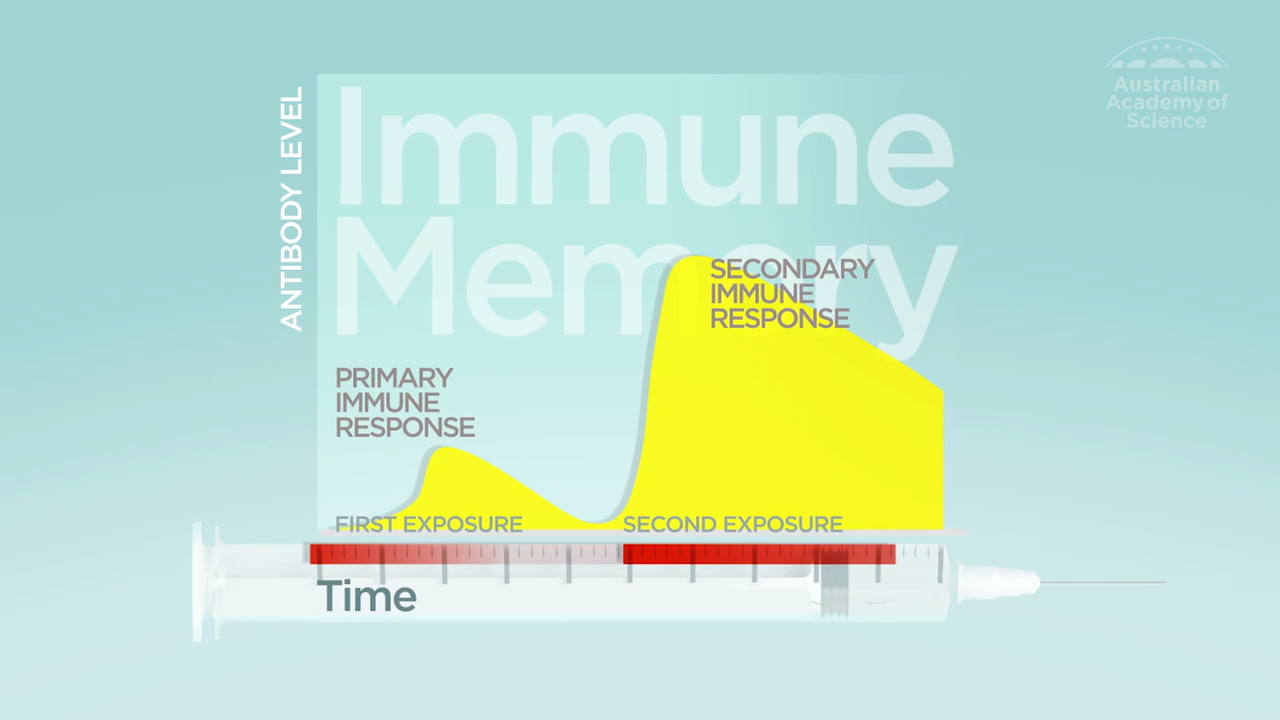 Immune
Memory
ANTIBODY LEVEL
Australian
Academy of
Science
SECONDARY
IMMUNE
RESPONSE
PRIMARY
IMMUNE
RESPONSE
FIRST EXPOSURE
SECOND EXPOSURE
Time